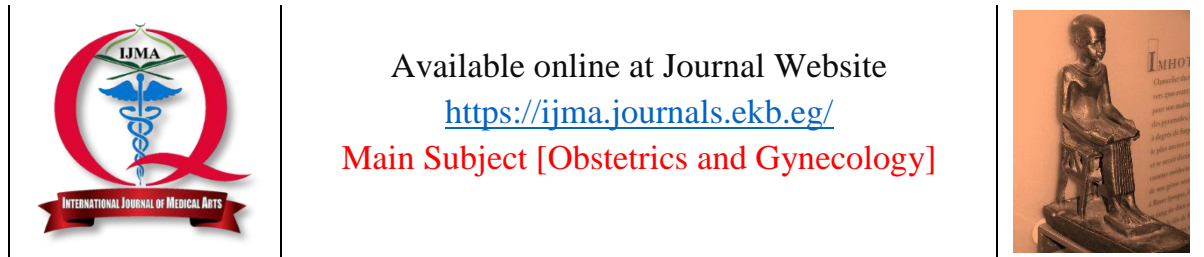 IJMA
INTERNATIONAL JOURNAL OF MEDICAL ARTS
Available online at Journal Website
https://ijma.journals.ekb.eg/
Main Subject [Obstetrics and Gynecology]
IMHOT